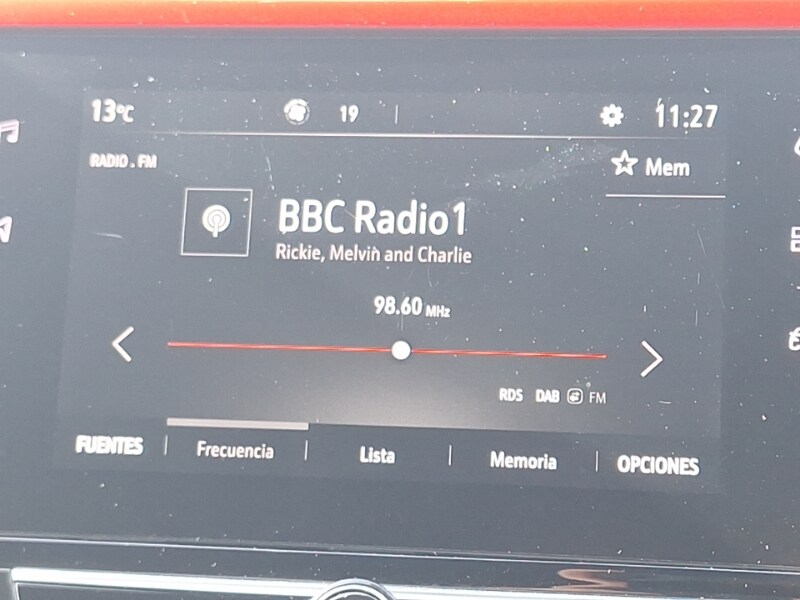 13°C 19 11:27
RADIO . FM
Mem
BBC Radio1
Rickie, Melvin and Charlie
98.60 MHz
RDS DAB FM
FUENTES Frecuencia Lista Memoria OPCIONES